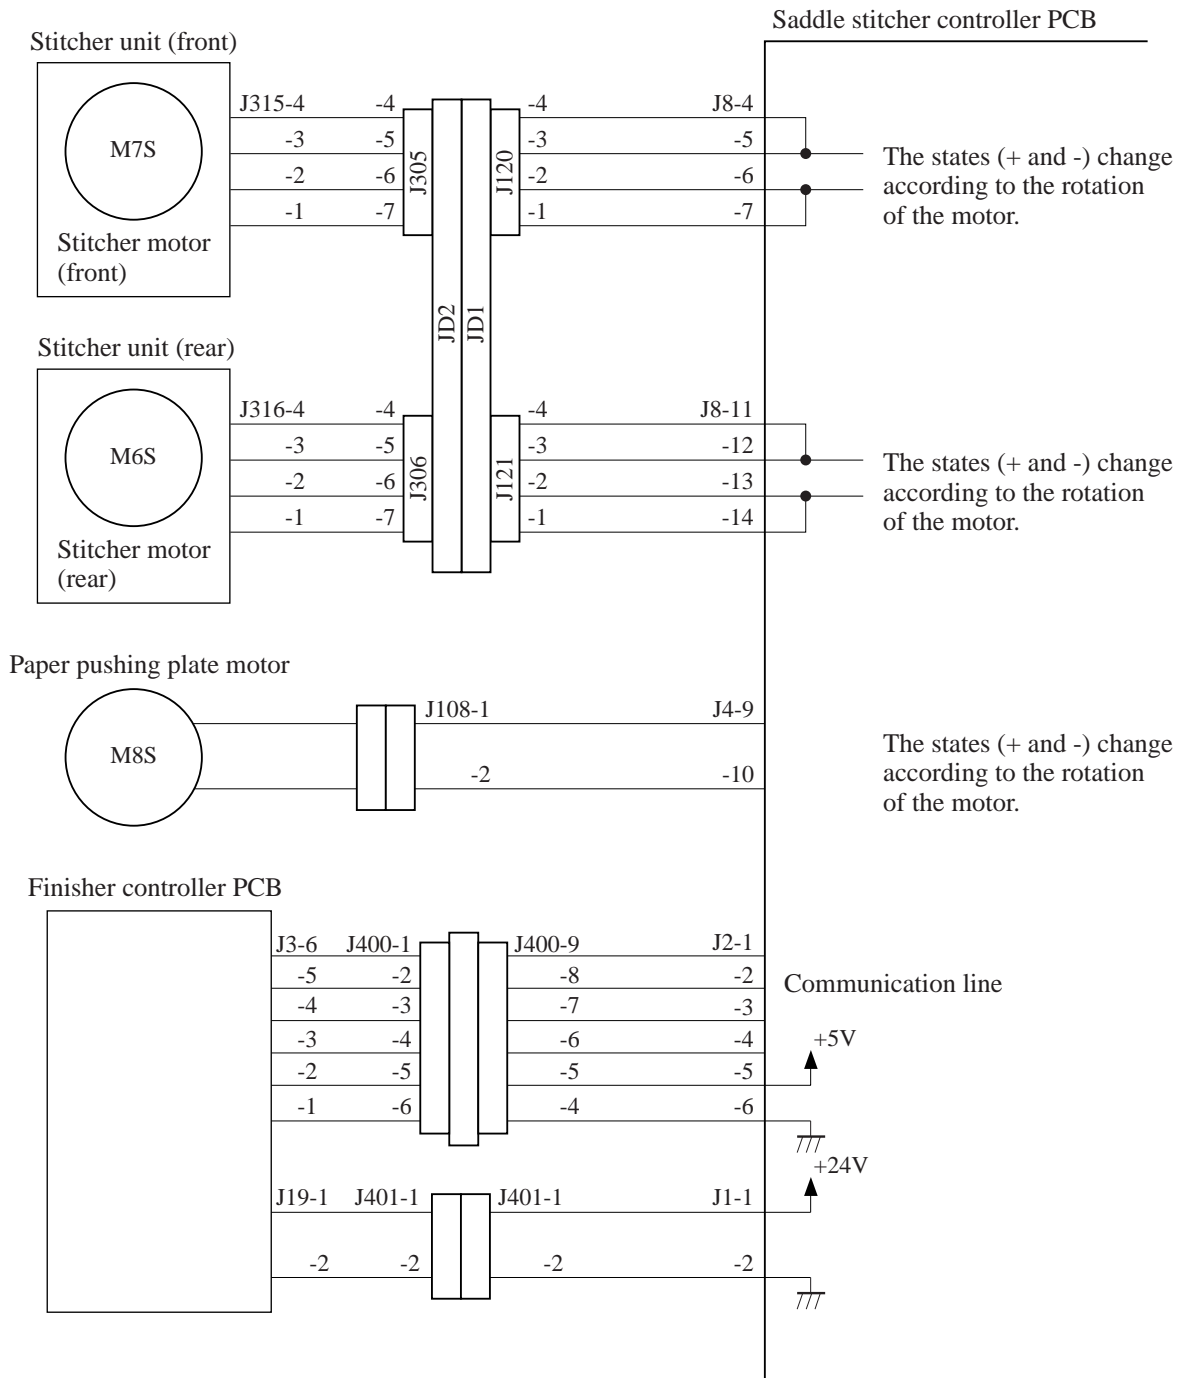 Saddle stitcher controller PCB
Stitcher unit (front)
M7S
Stitcher motor
(front)
J315-4 -4 -4 J8-4
-3 -5 -3 -5
-2 -6 -2 -6
-1 -7 -1 -7
J305
J120
The states (+ and -) change
according to the rotation
of the motor.
JD2
JD1
Stitcher unit (rear)
M6S
Stitcher motor
(rear)
J316-4 -4 -4 J8-11
-3 -5 -3 -12
-2 -6 -2 -13
-1 -7 -1 -14
J306
J121
The states (+ and -) change
according to the rotation
of the motor.
Paper pushing plate motor
M8S
J108-1 J4-9
-2 -10
The states (+ and -) change
according to the rotation
of the motor.
Finisher controller PCB
J3-6 J400-1 J400-9 J2-1
-5 -2 -8 -2
-4 -3 -7 -3
-3 -4 -6 -4
-2 -5 -5 -5
-1 -6 -4 -6
Communication line
+5V
+24V
J19-1 J401-1 J401-1 J1-1
-2 -2 -2 -2